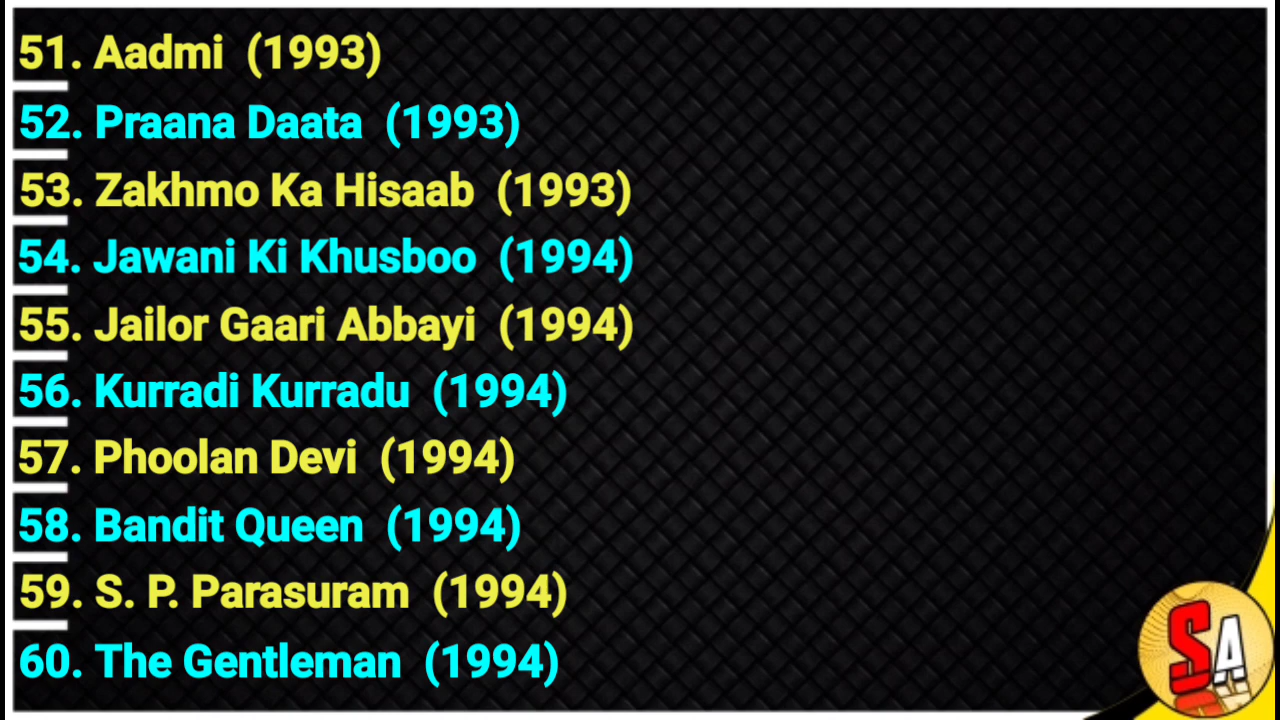 51. Aadmi (1993)
52. Praana Daata (1993)
53. Zakhmo Ka Hisaab (1993)
54. Jawani Ki Khusboo (1994)
55. Jailor Gaari Abbayi (1994)
56. Kurradi Kurradu (1994)
57. Phoolan Devi (1994)
58. Bandit Queen (1994)
59. S. P. Parasuram (1994)
60. The Gentleman (1994)
SA